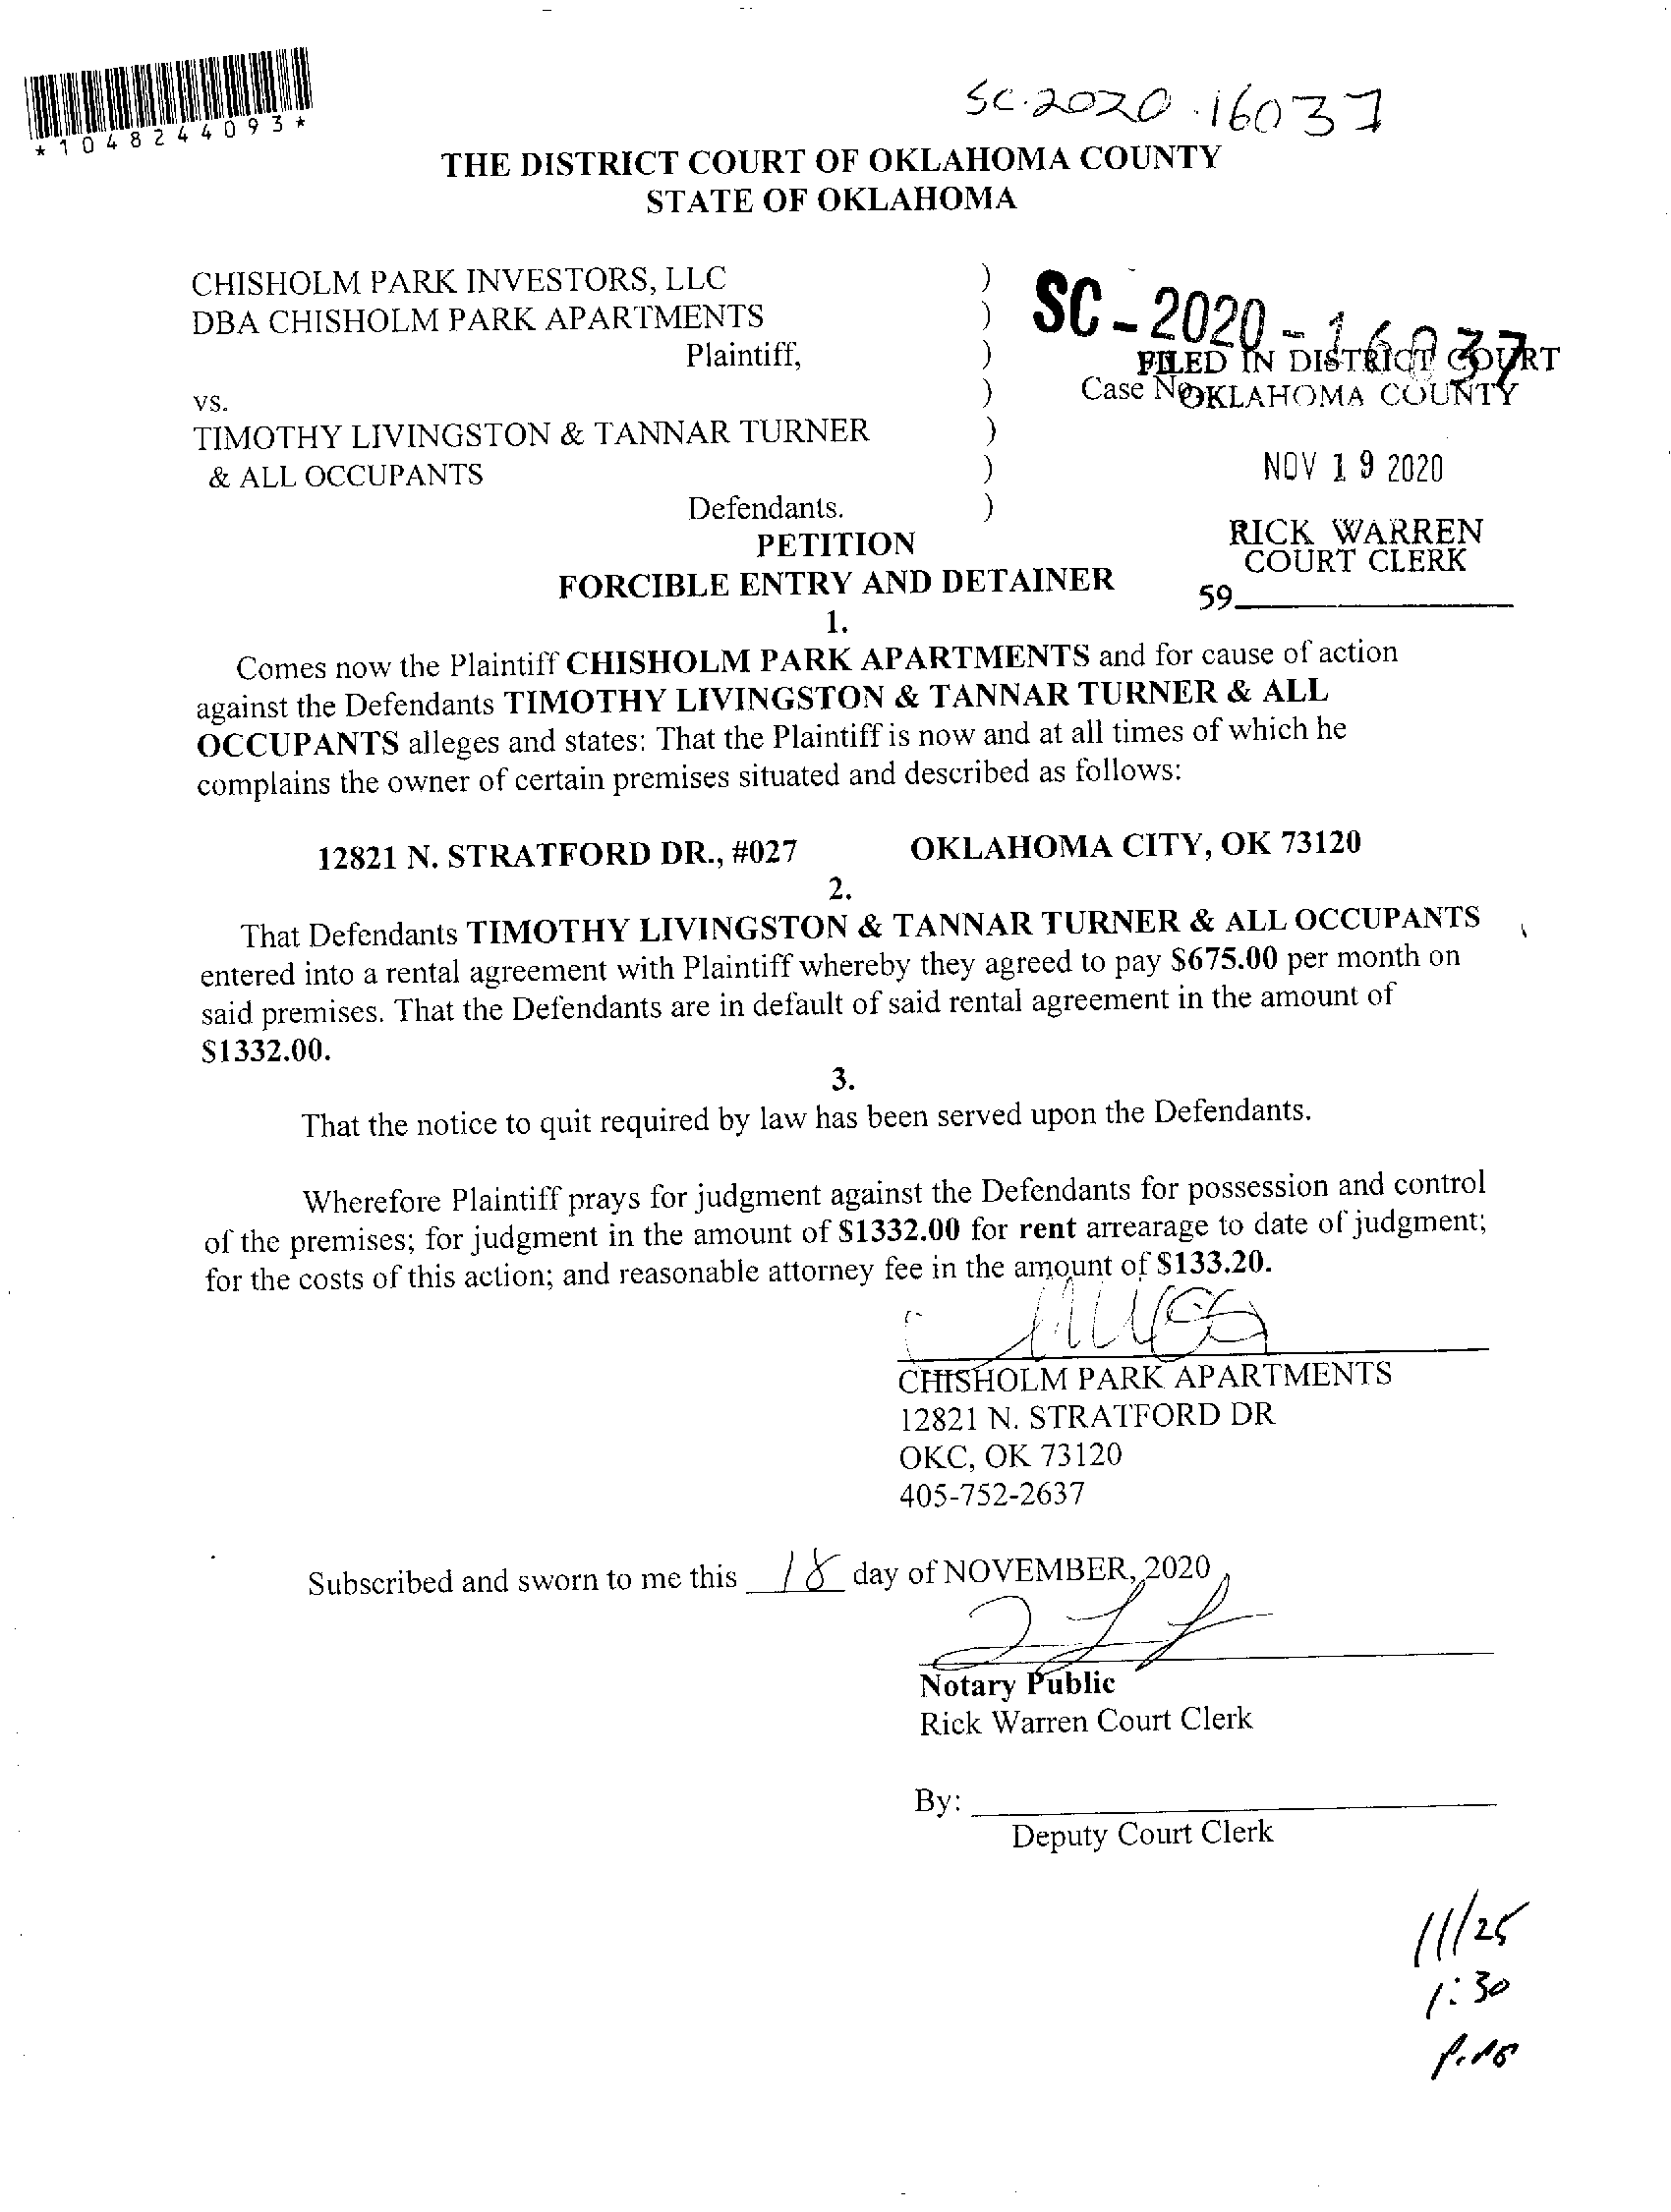 *1048244093*
SC-2020-16037
THE DISTRICT COURT OF OKLAHOMA COUNTY
STATE OF OKLAHOMA
CHISHOLM PARK INVESTORS, LLC )
DBA CHISHOLM PARK APARTMENTS )
Plaintiff, )
SC-2020-16037
FILED IN DISTRICT COURT
vs. ) Case No. OKLAHOMA COUNTY
TIMOTHY LIVINGSTON & TANNAR TURNER )
& ALL OCCUPANTS ) NOV 19 2020
Defendants. )
PETITION RICK WARREN
COURT CLERK
FORCIBLE ENTRY AND DETAINER 59
1.
Comes now the Plaintiff CHISHOLM PARK APARTMENTS and for cause of action
against the Defendants TIMOTHY LIVINGSTON & TANNAR TURNER & ALL
OCCUPANTS alleges and states: That the Plaintiff is now and at all times of which he
complains the owner of certain premises situated and described as follows:
12821 N. STRATFORD DR., #027 OKLAHOMA CITY, OK 73120
2.
That Defendants TIMOTHY LIVINGSTON & TANNAR TURNER & ALL OCCUPANTS
entered into a rental agreement with Plaintiff whereby they agreed to pay $675.00 per month on
said premises. That the Defendants are in default of said rental agreement in the amount of
$1332.00.
3.
That the notice to quit required by law has been served upon the Defendants.
Wherefore Plaintiff prays for judgment against the Defendants for possession and control
of the premises; for judgment in the amount of $1332.00 for rent arrearage to date of judgment;
for the costs of this action; and reasonable attorney fee in the amount of $133.20.
CHISHOLM PARK APARTMENTS
12821 N. STRATFORD DR
OKC, OK 73120
405-752-2637
Subscribed and sworn to me this 18 day of NOVEMBER, 2020
Notary Public
Rick Warren Court Clerk
By:
Deputy Court Clerk
11/25
1:30